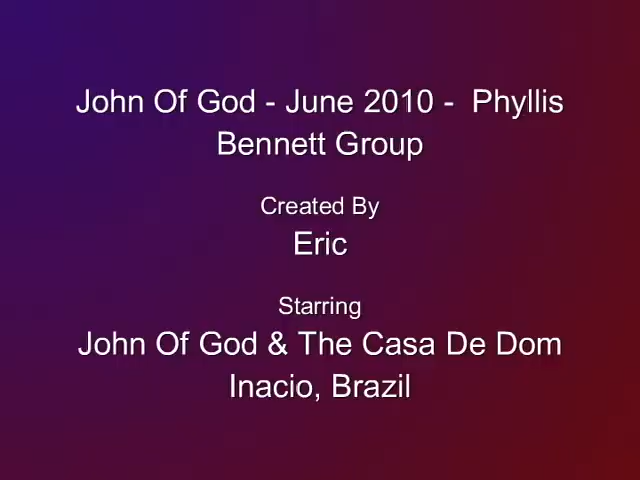 John Of God - June 2010 -  Phyllis
Bennett Group
Created By
Eric
Starring
John Of God & The Casa De Dom
Inacio, Brazil